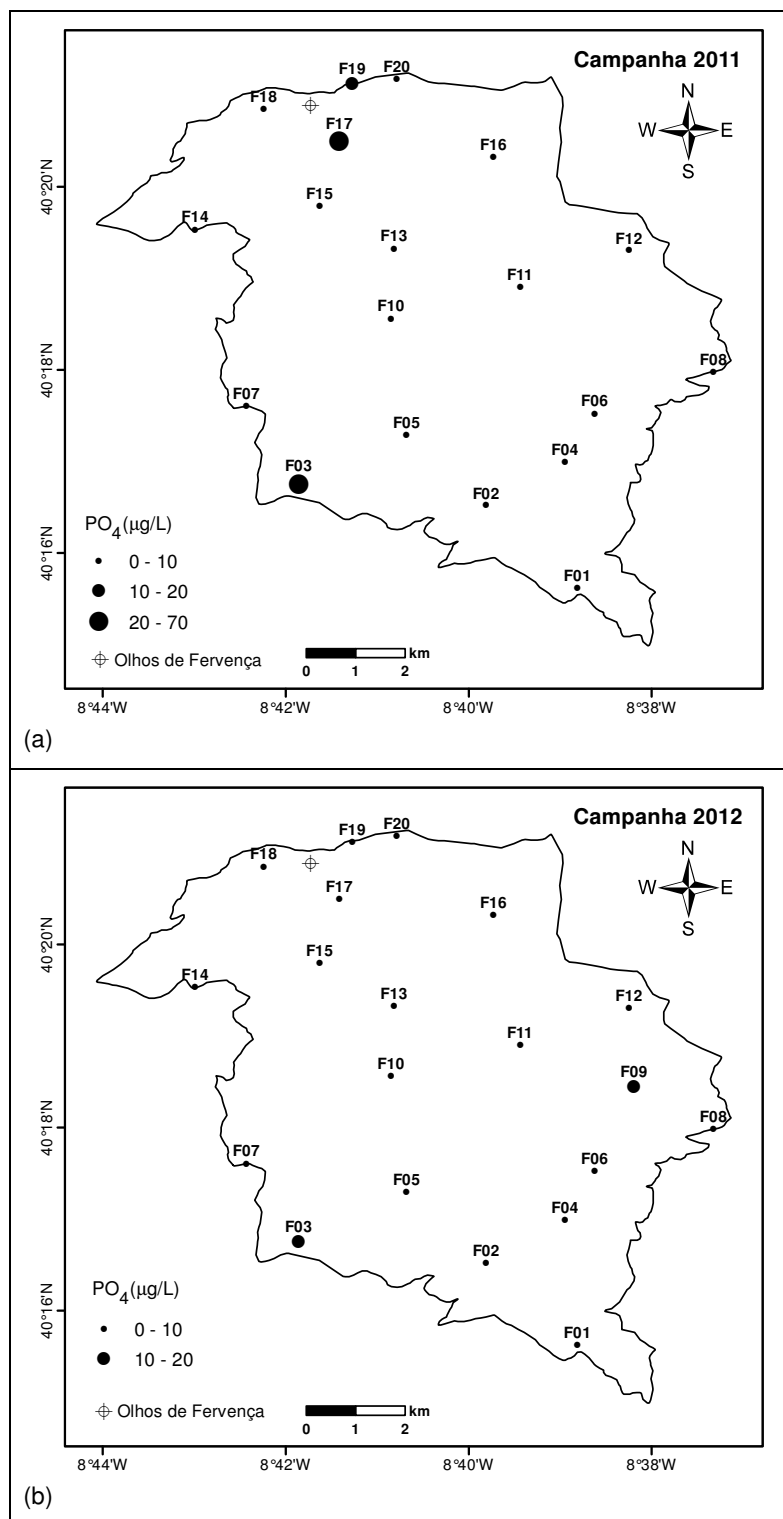 Campanha 2011
N
W E
S
F19 F20
F18
F17
F16
F15
F14
F13
F12
F11
F10
F08
F07
F06
F05
F04
F03
F02
F01
40°20'N
40°18'N
40°16'N
PO4(µg/L)
0 - 10
10 - 20
20 - 70
Olhos de Fervença
km
0 1 2
8°44'W 8°42'W 8°40'W 8°38'W
(a)
Campanha 2012
N
W E
S
F19 F20
F18
F17
F16
F15
F14
F13
F12
F11
F10
F09
F08
F07
F06
F05
F04
F03
F02
F01
40°20'N
40°18'N
40°16'N
PO4(µg/L)
0 - 10
10 - 20
Olhos de Fervença
km
0 1 2
8°44'W 8°42'W 8°40'W 8°38'W
(b)